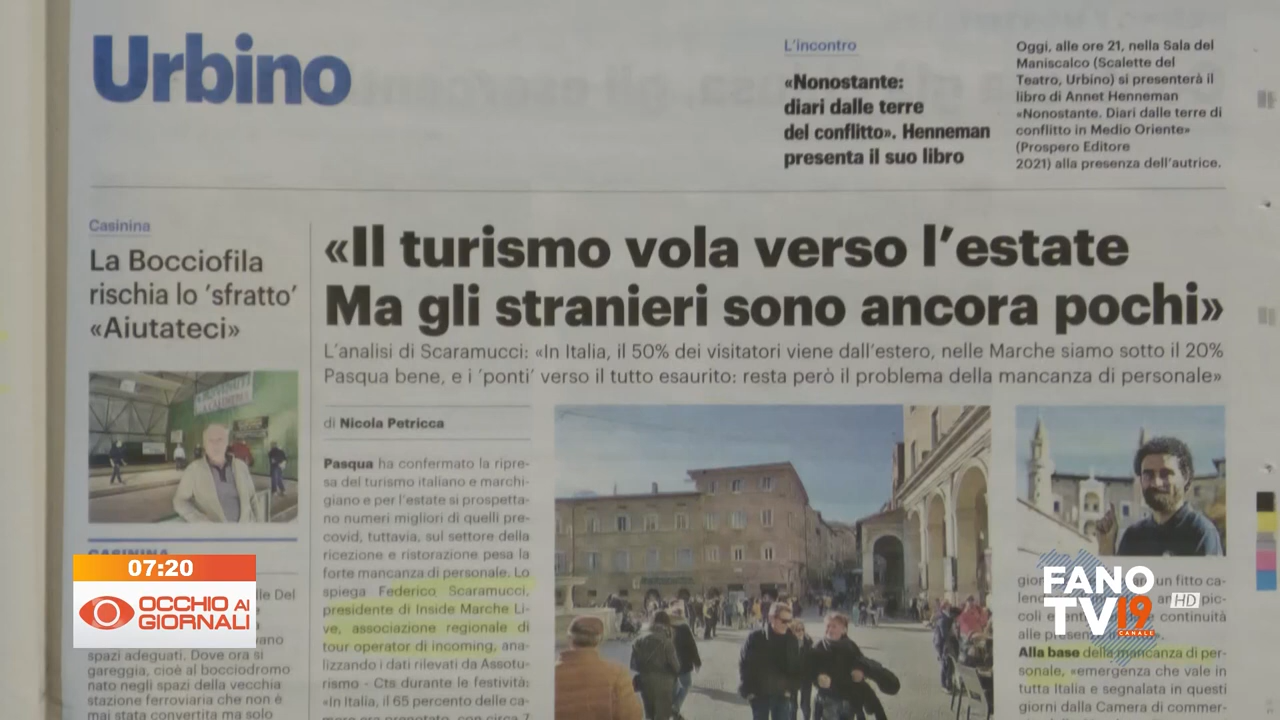 Urbino
L'incontro
«Nonostante:
diari dalle terre
del conflitto». Henneman
presenta il suo libro
Oggi, alle ore 21, nella Sala del
Maniscalco (Scalette del
Teatro, Urbino) si presenterà il
libro di Annet Henneman
«Nonostante. Diari dalle terre di
conflitto in Medio Oriente»
(Prospero Editore
2021) alla presenza dell'autrice.
Casinina
La Bocciofila
rischia lo 'sfratto'
«Aiutateci»
CASININA
spazi adeguati. Dove ora si
gareggia, cioè al bocciodromo
nato negli spazi della vecchia
stazione ferroviaria che non è
mai stata convertita ma solo
«Il turismo vola verso l'estate
Ma gli stranieri sono ancora pochi»
L'analisi di Scaramucci: «In Italia, il 50% dei visitatori viene dall'estero, nelle Marche siamo sotto il 20%
Pasqua bene, e i 'ponti' verso il tutto esaurito: resta però il problema della mancanza di personale»
di Nicola Petricca
Pasqua ha confermato la ripre-
sa del turismo italiano e marchi-
giano e per l'estate si prospetta-
no numeri migliori di quelli pre-
covid, tuttavia, sul settore della
ricezione e ristorazione pesa la
forte mancanza di personale. Lo
spiega Federico Scaramucci,
presidente di Inside Marche Li-
ve, associazione regionale di
tour operator di incoming, ana-
lizzando i dati rilevati da Assotu-
rismo - Cts durante le festività:
«In Italia, il 65 percento delle ca-
un fitto ca-
pic-
coli continuità
alle
Alla base della mancanza di per-
sonale, «emergenza che vale in
tutta Italia e segnalata in questi
giorni dalla Camera di commer-
07:20
OCCHIO AI
GIORNALI
FANO
TV19
CANALE
HD